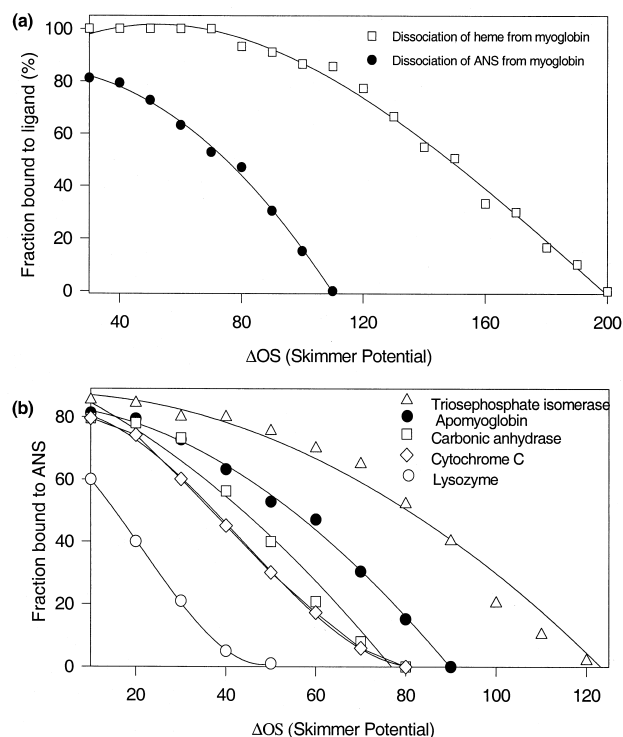 (a)
Fraction bound to ligand (%)
100
80
60
40
20
0
Dissociation of heme from myoglobin
Dissociation of ANS from myoglobin
40
80
120
160
200
ΔOS (Skimmer Potential)
(b)
Fraction bound to ANS
80
60
40
20
0
Triosephosphate isomerase
Apomyoglobin
Carbonic anhydrase
Cytochrome C
Lysozyme
20
40
60
80
100
120
ΔOS (Skimmer Potential)